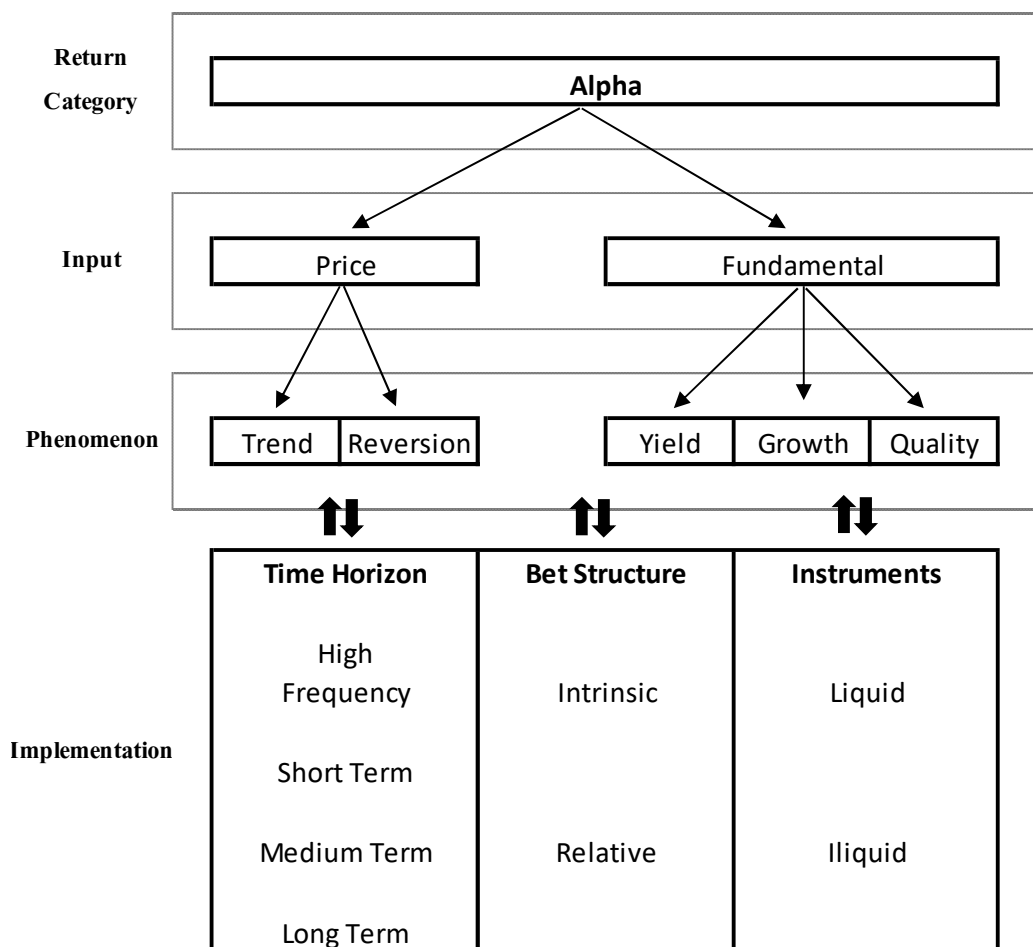 Return
Category
Alpha
Input
Price
Fundamental
Phenomenon
Trend
Reversion
Yield
Growth
Quality
Implementation
Time Horizon
High
Frequency
Short Term
Medium Term
Long Term
Bet Structure
Intrinsic
Relative
Instruments
Liquid
Iliquid